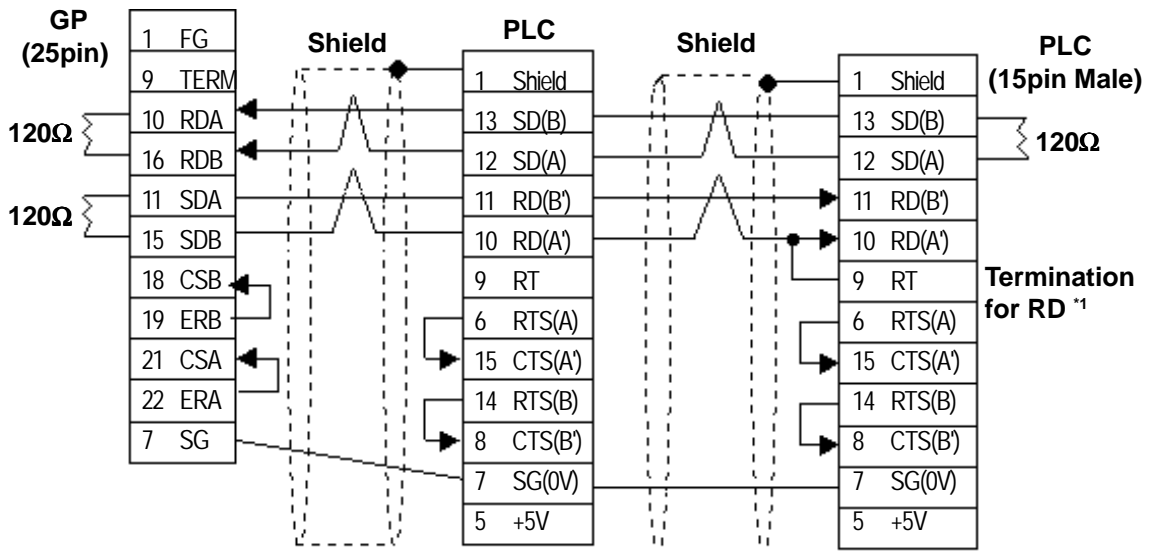 GP
(25pin)
1 FG
9 TERM
10 RDA
16 RDB
11 SDA
15 SDB
18 CSB
19 ERB
21 CSA
22 ERA
7 SG
120Ω
120Ω
Shield
PLC
1 Shield
13 SD(B)
12 SD(A)
11 RD(B')
10 RD(A')
9 RT
6 RTS(A)
15 CTS(A')
14 RTS(B)
8 CTS(B')
7 SG(0V)
5 +5V
Shield
PLC
(15pin Male)
1 Shield
13 SD(B)
12 SD(A)
11 RD(B')
10 RD(A')
9 RT
6 RTS(A)
15 CTS(A')
14 RTS(B)
8 CTS(B')
7 SG(0V)
5 +5V
120Ω
Termination
for RD *1